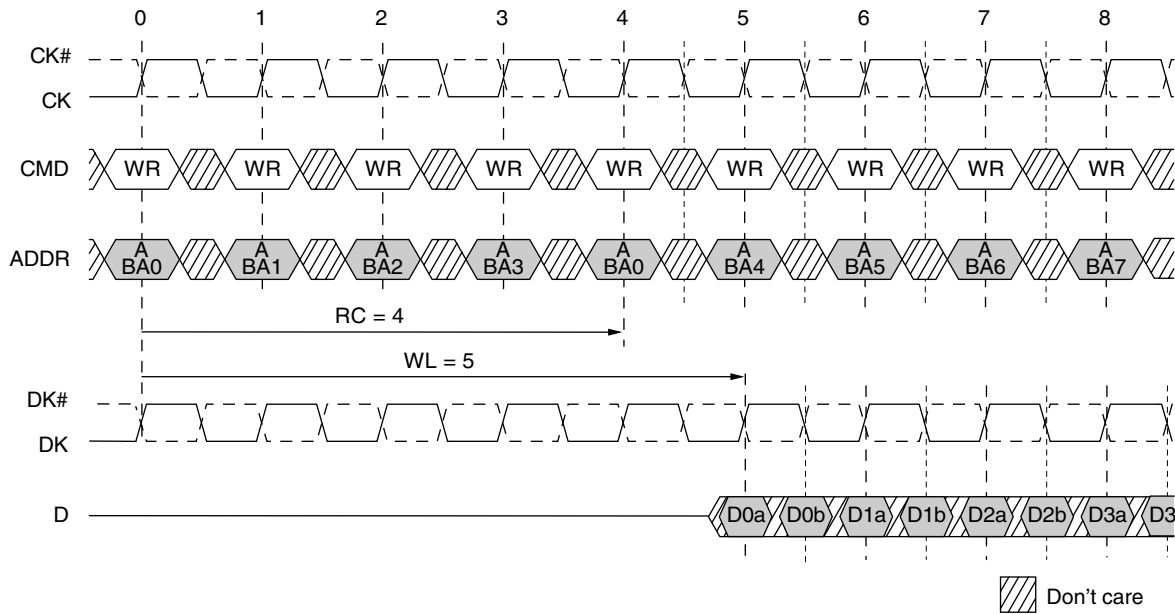 0 1 2 3 4 5 6 7 8
CK#
CK
CMD WR WR WR WR WR WR WR WR WR
A A A A A A A A A
ADDR
BA0 BA1 BA2 BA3 BA0 BA4 BA5 BA6 BA7
RC = 4
WL = 5
DK#
DK
D D0a D0b D1a D1b D2a D2b D3a D3
Don't care